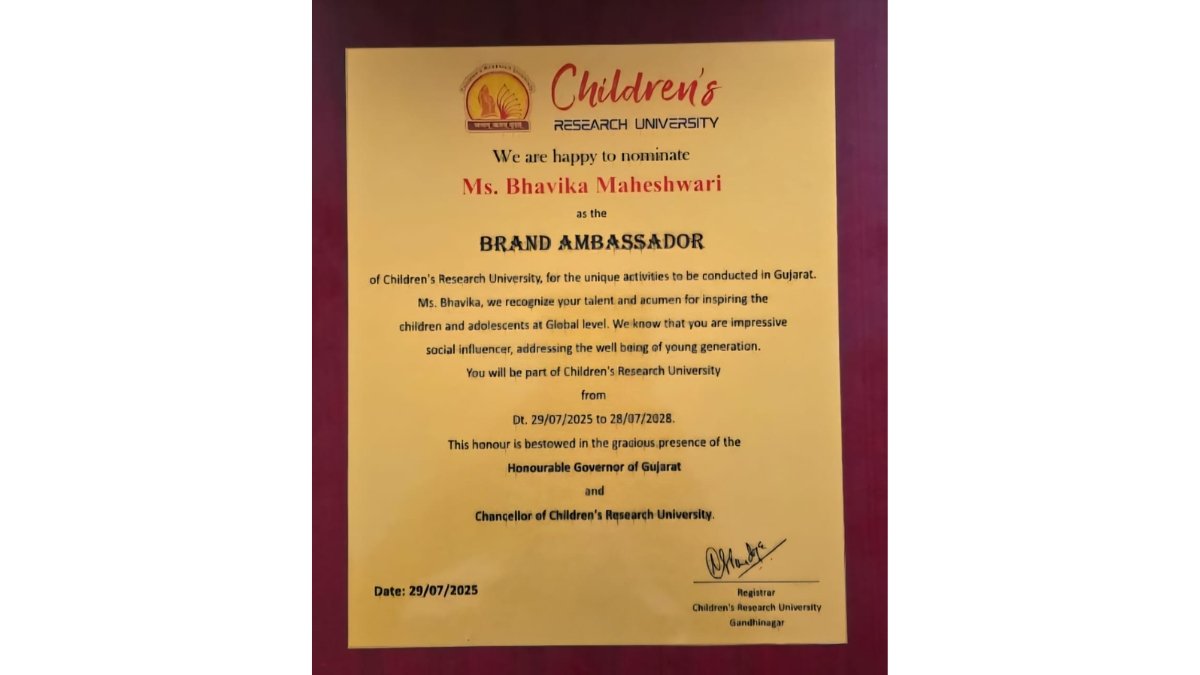 Children's
RESEARCH UNIVERSITY
We are happy to nominate
Ms. Bhavika Maheshwari
as the
BRAND AMBASSADOR
of Children's Research University, for the unique activities to be conducted in Gujarat.
Ms. Bhavika, we recognize your talent and acumen for inspiring the
children and adolescents at Global level. We know that you are impressive
social influencer, addressing the well being of young generation.
You will be part of Children's Research University
from
Dt. 29/07/2025 to 28/07/2028.
This honour is bestowed in the gracious presence of the
Honourable Governor of Gujarat
and
Chancellor of Children's Research University.
Date: 29/07/2025
Registrar
Children's Research University
Gandhinagar